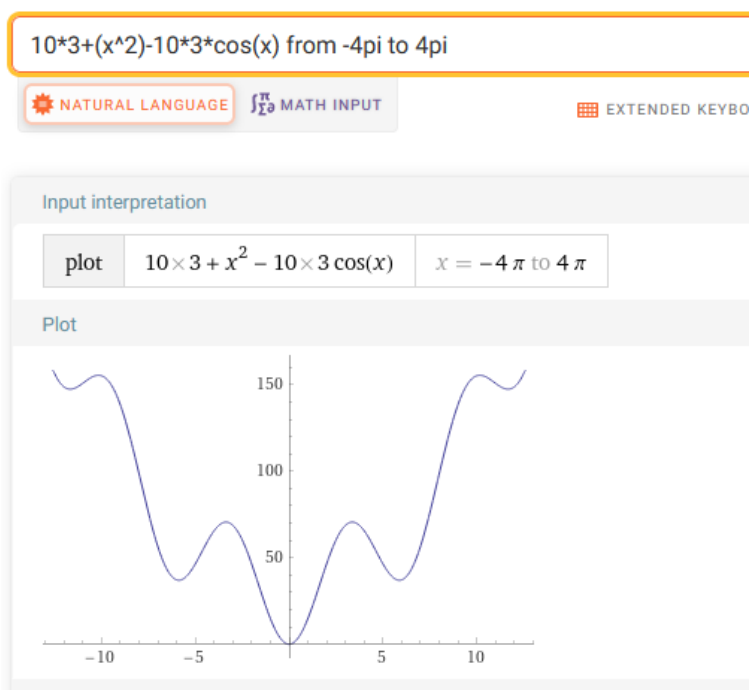 10*3+(x^2)-10*3*cos(x) from -4pi to 4pi
NATURAL LANGUAGE ∫Σπ∂ MATH INPUT EXTENDED KEYBO
Input interpretation
plot 10×3 + x² – 10×3 cos(x) x = –4 π to 4 π
Plot
150
100
50
–10 –5 5 10